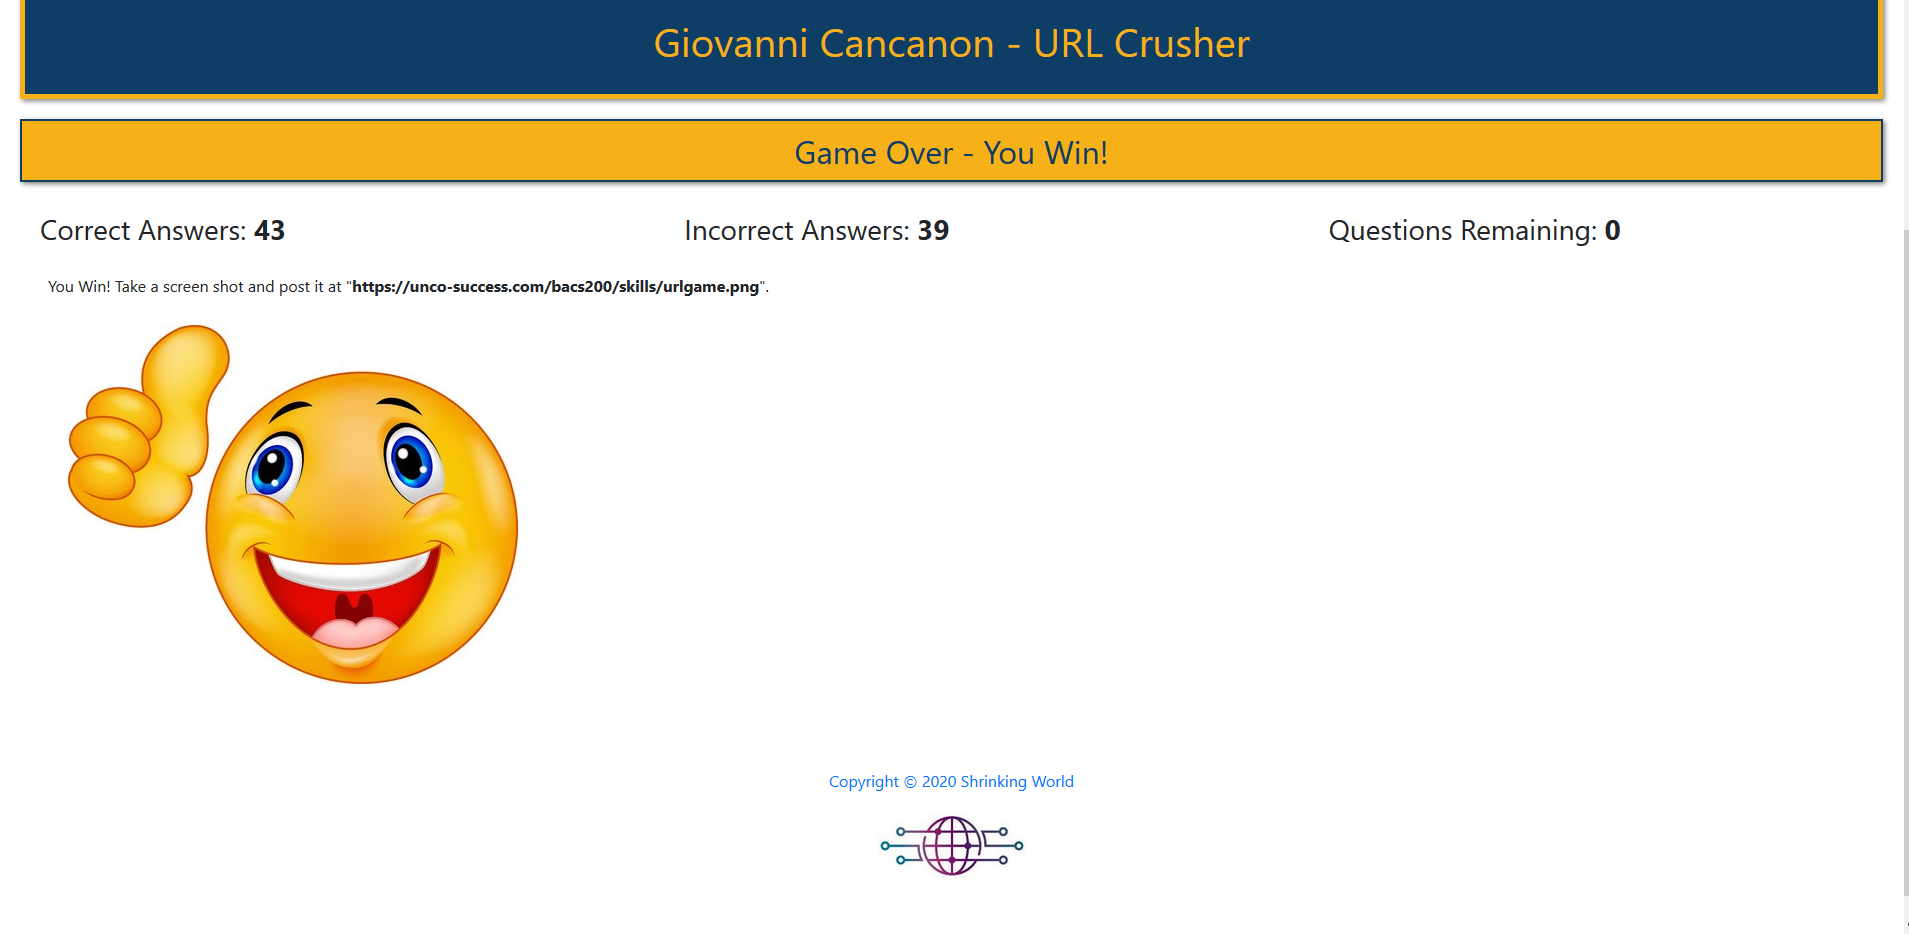 Giovanni Cancanon - URL Crusher
Game Over - You Win!
Correct Answers: 43 Incorrect Answers: 39 Questions Remaining: 0
You Win! Take a screen shot and post it at "https://unco-success.com/bacs200/skills/urlgame.png".
Copyright © 2020 Shrinking World